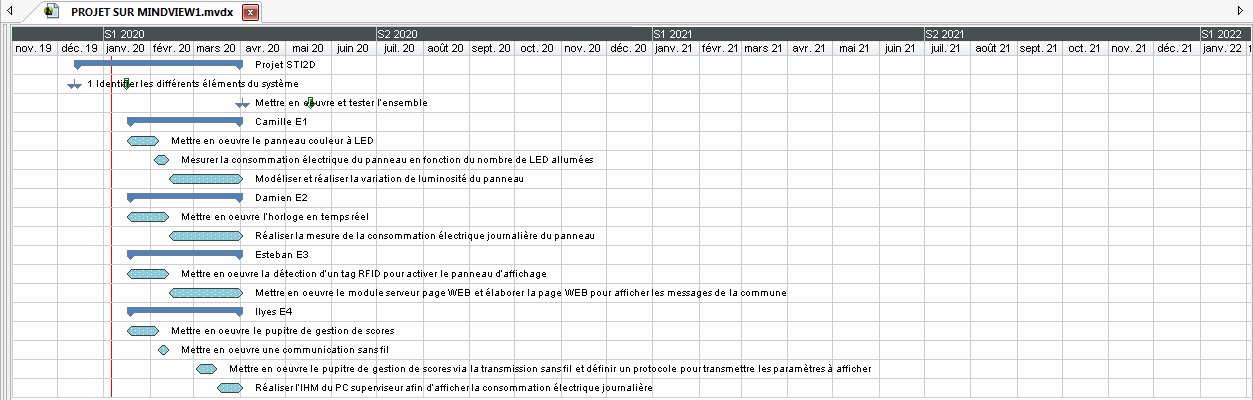 PROJET SUR MINDVIEW1.mvdx
S1 2020 S2 2020 S1 2021 S2 2021 S1 2022
nov. 19 déc. 19 janv. 20 févr. 20 mars 20 avr. 20 mai 20 juin 20 juil. 20 août 20 sept. 20 oct. 20 nov. 20 déc. 20 janv. 21 févr. 21 mars 21 avr. 21 mai 21 juin 21 juil. 21 août 21 sept. 21 oct. 21 nov. 21 déc. 21 janv. 22
Projet STI2D
1 Identifier les différents éléments du système
Mettre en oeuvre et tester l'ensemble
Camille E1
Mettre en oeuvre le panneau couleur à LED
Mesurer la consommation électrique du panneau en fonction du nombre de LED allumées
Modéliser et réaliser la variation de luminosité du panneau
Damien E2
Mettre en oeuvre l'horloge en temps réel
Réaliser la mesure de la consommation électrique journalière du panneau
Esteban E3
Mettre en oeuvre la détection d'un tag RFID pour activer le panneau d'affichage
Mettre en oeuvre le module serveur page WEB et élaborer la page WEB pour afficher les messages de la commune
Ilyes E4
Mettre en oeuvre le pupitre de gestion de scores
Mettre en oeuvre une communication sans fil
Mettre en oeuvre le pupitre de gestion de scores via la transmission sans fil et définir un protocole pour transmettre les paramètres à afficher
Réaliser l'IHM du PC superviseur afin d'afficher la consommation électrique journalière